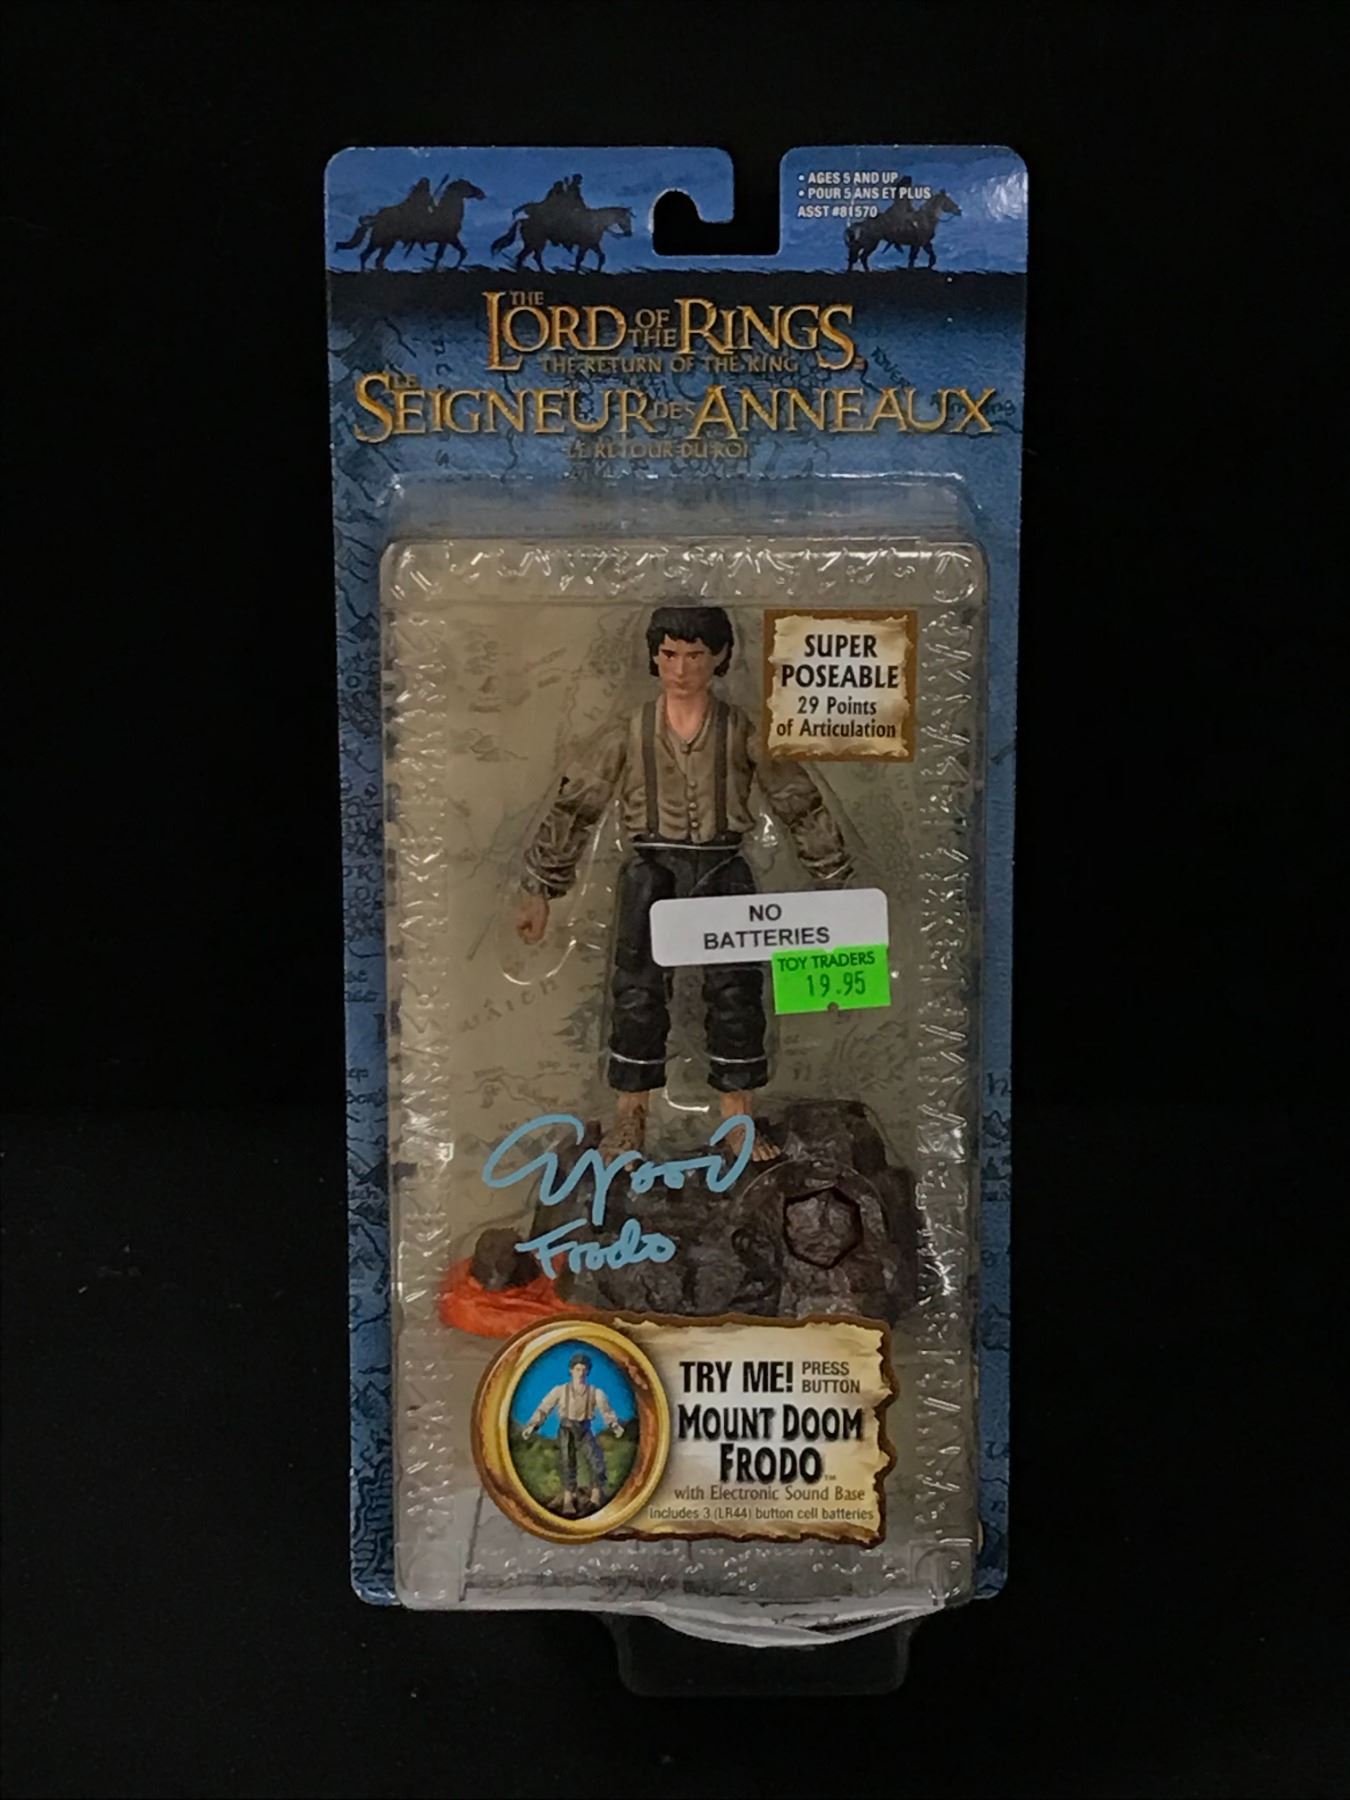 • AGES 5 AND UP
• POUR 5 ANS ET PLUS
ASST #81570
THE LORD OF THE RINGS
THE RETURN OF THE KING
LE SEIGNEUR DES ANNEAUX
LE RETOUR DU ROI
SUPER
POSEABLE
29 Points
of Articulation
NO
BATTERIES
TOY TRADERS
19.95
Frodo
TRY ME! PRESS BUTTON
MOUNT DOOM
FRODO™
with Electronic Sound Base
Includes 3 (LR44) button cell batteries